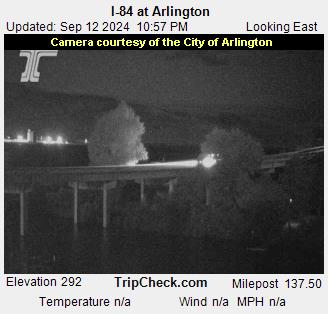 I-84 at Arlington
Updated: Sep 12 2024 10:57 PM Looking East
Camera courtesy of the City of Arlington
Elevation 292 TripCheck.com Milepost 137.50
Temperature n/a Wind n/a MPH n/a